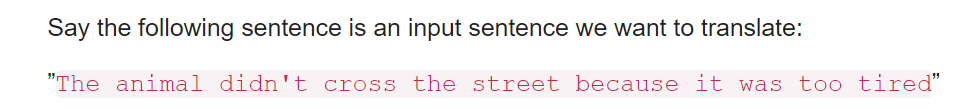 Say the following sentence is an input sentence we want to translate:
”The animal didn't cross the street because it was too tired”